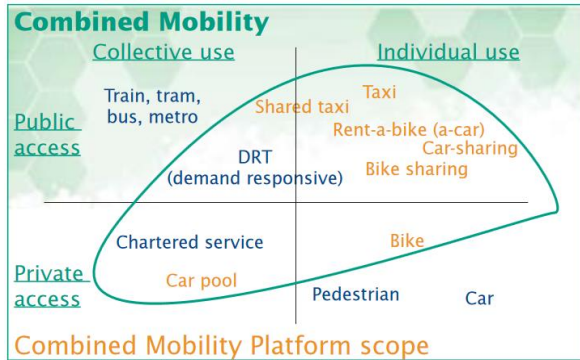 Combined Mobility
Collective use
Individual use
Public
access
Train, tram,
bus, metro
Shared taxi
Taxi
Rent-a-bike (a-car)
Car-sharing
Bike sharing
DRT
(demand responsive)
Chartered service
Bike
Private
access
Car pool
Pedestrian
Car
Combined Mobility Platform scope